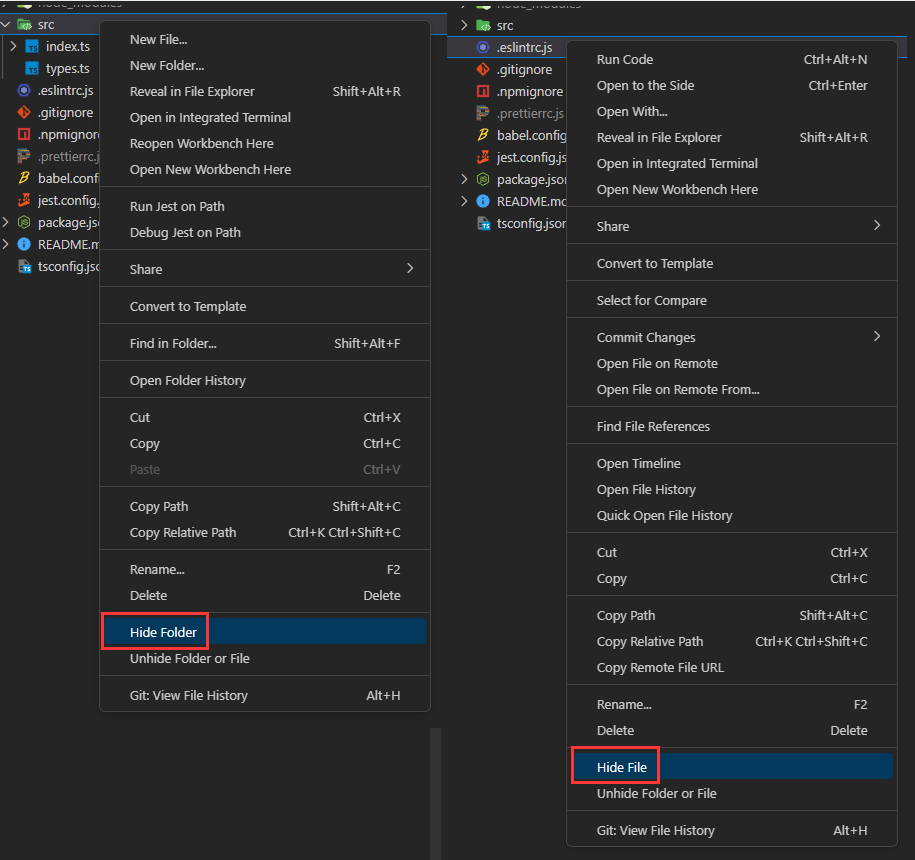 node_modules
src
index.ts
types.ts
.eslintrc.js
.gitignore
.npmignore
.prettierrc.j
babel.conf
jest.config.
package.js
README.m
tsconfig.jso
New File...
New Folder...
Reveal in File Explorer Shift+Alt+R
Open in Integrated Terminal
Reopen Workbench Here
Open New Workbench Here
Run Jest on Path
Debug Jest on Path
Share
Convert to Template
Find in Folder... Shift+Alt+F
Open Folder History
Cut Ctrl+X
Copy Ctrl+C
Paste Ctrl+V
Copy Path Shift+Alt+C
Copy Relative Path Ctrl+K Ctrl+Shift+C
Rename... F2
Delete Delete
Hide Folder
Unhide Folder or File
Git: View File History Alt+H
node_modules
src
.eslintrc.js
.gitignore
.npmignore
.prettierrc.js
babel.config
jest.config.js
package.json
README.md
tsconfig.json
Run Code Ctrl+Alt+N
Open to the Side Ctrl+Enter
Open With...
Reveal in File Explorer Shift+Alt+R
Open in Integrated Terminal
Open New Workbench Here
Share
Convert to Template
Select for Compare
Commit Changes
Open File on Remote
Open File on Remote From...
Find File References
Open Timeline
Open File History
Quick Open File History
Cut Ctrl+X
Copy Ctrl+C
Copy Path Shift+Alt+C
Copy Relative Path Ctrl+K Ctrl+Shift+C
Copy Remote File URL
Rename... F2
Delete Delete
Hide File
Unhide Folder or File
Git: View File History Alt+H